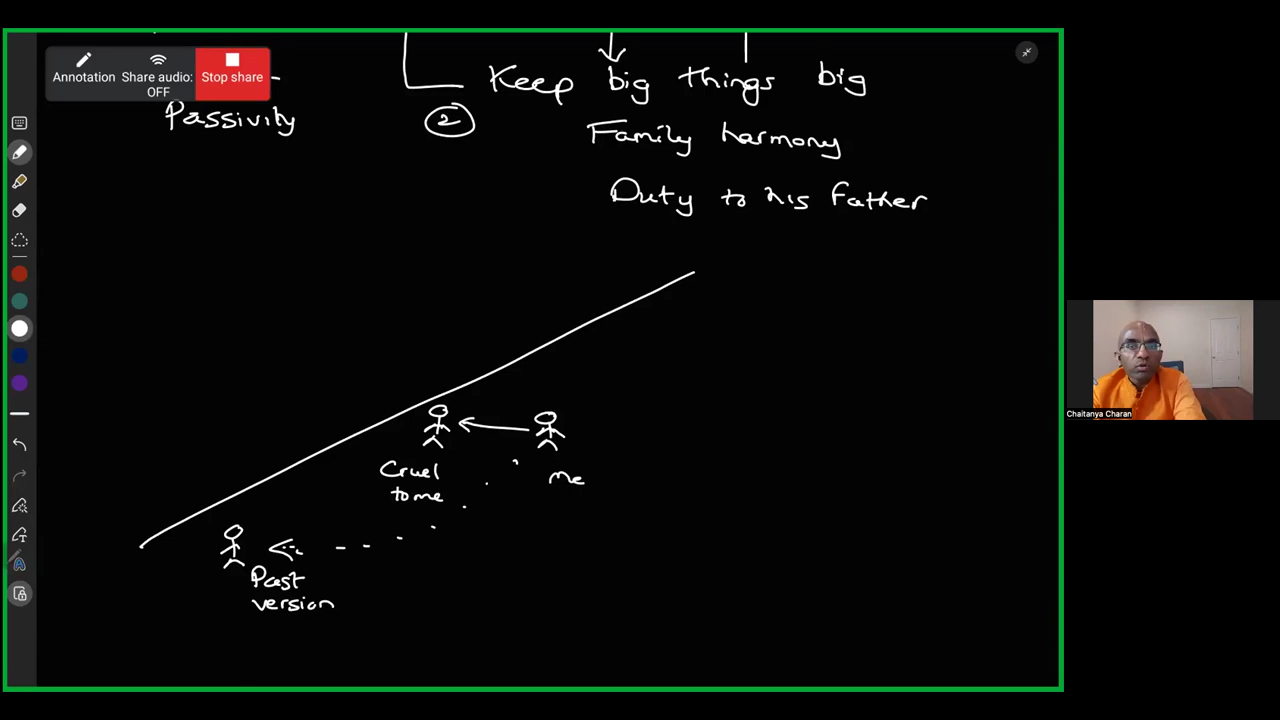 Annotation
Share audio:
OFF
Stop share
Passivity
Keep big things big
2
Family harmony
Duty to his father
Cruel
to me
me
Past
version
Chaitanya Charan